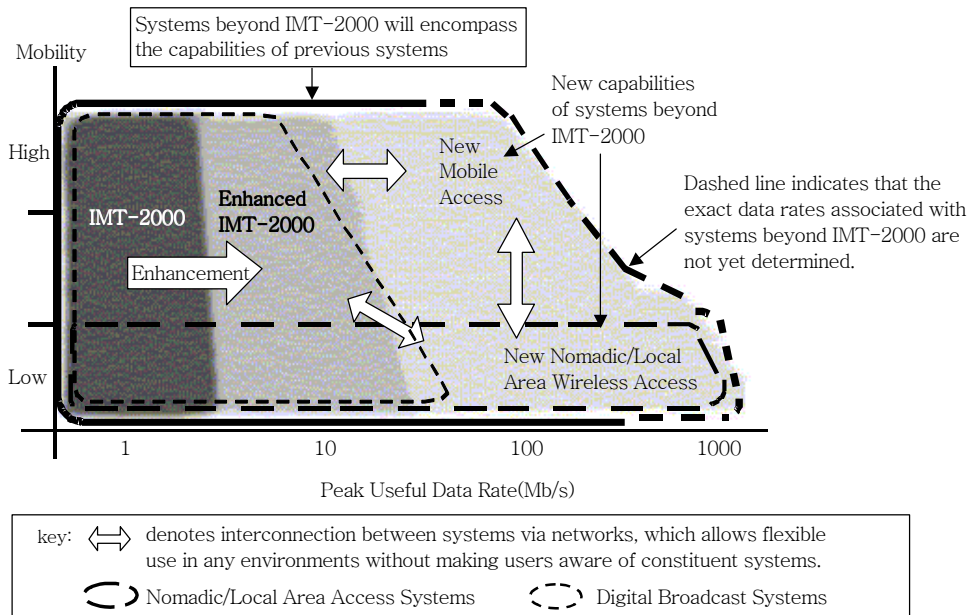 Systems beyond IMT-2000 will encompass
the capabilities of previous systems
Mobility
High
Low
IMT-2000
Enhanced
IMT-2000
Enhancement
New
Mobile
Access
New capabilities
of systems beyond
IMT-2000
Dashed line indicates that the
exact data rates associated with
systems beyond IMT-2000 are
not yet determined.
New Nomadic/Local
Area Wireless Access
1
10
100
1000
Peak Useful Data Rate(Mb/s)
key:
denotes interconnection between systems via networks, which allows flexible
use in any environments without making users aware of constituent systems.
Nomadic/Local Area Access Systems
Digital Broadcast Systems